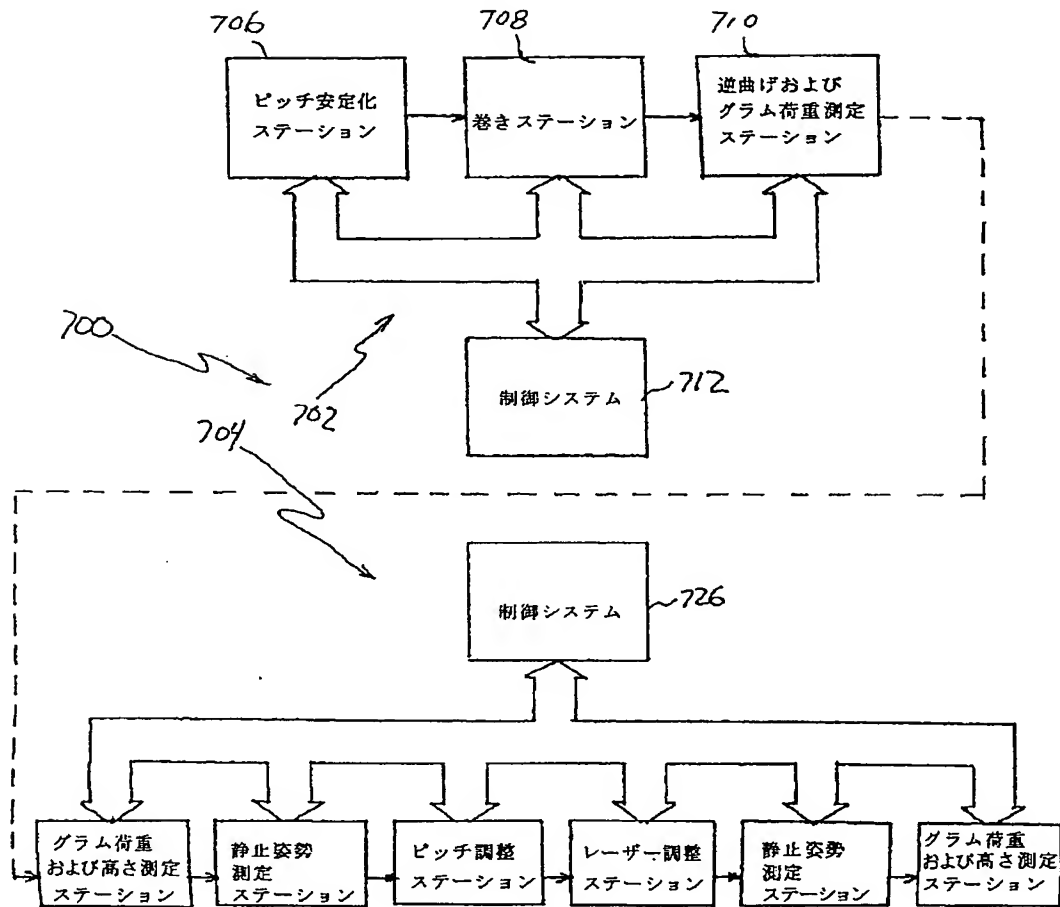 706
708
710
ピッチ安定化
ステーション
巻きステーション
逆曲げおよび
グラム荷重測定
ステーション
700
702
704
制御システム
712
制御システム
726
グラム荷重
および高さ測定
ステーション
静止姿勢
測定
ステーション
ピッチ調整
ステーション
レーザー調整
ステーション
静止姿勢
測定
ステーション
グラム荷重
および高さ測定
ステーション